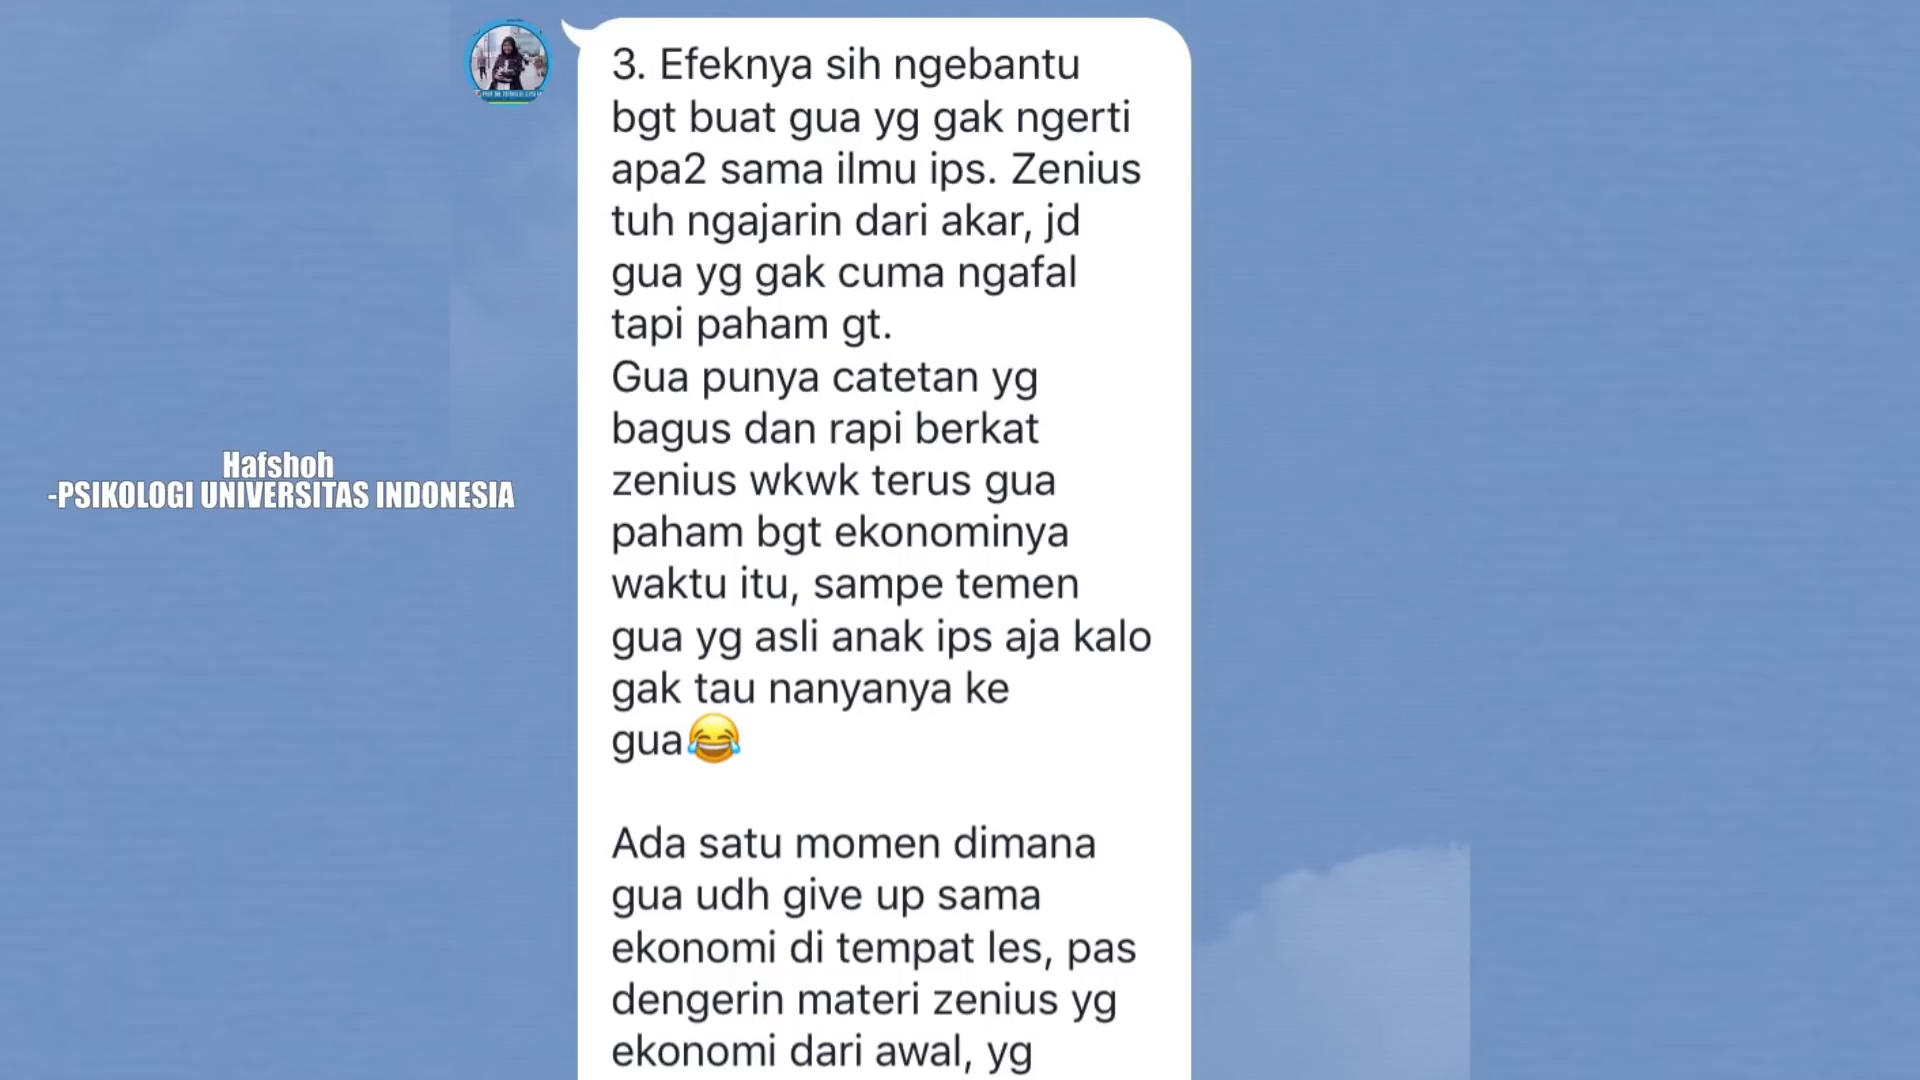 3. Efeknya sih ngebantu
bgt buat gua yg gak ngerti
apa2 sama ilmu ips. Zenius
tuh ngajarin dari akar, jd
gua yg gak cuma ngafal
tapi paham gt.
Gua punya catetan yg
bagus dan rapi berkat
zenius wkwk terus gua
paham bgt ekonominya
waktu itu, sampe temen
gua yg asli anak ips aja kalo
gak tau nanyanya ke
gua😂
Ada satu momen dimana
gua udh give up sama
ekonomi di tempat les, pas
dengerin materi zenius yg
ekonomi dari awal, yg
Hafshoh
-PSIKOLOGI UNIVERSITAS INDONESIA